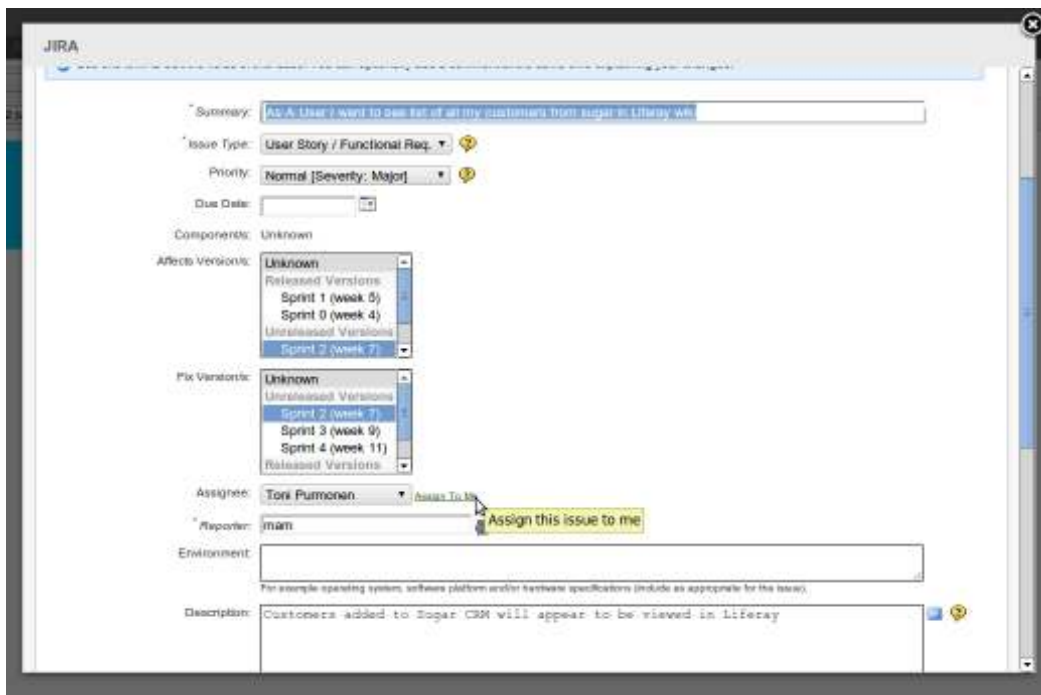 JIRA
* Summary: As A User I want to see list of all my customers from sugar in Liferay
* Issue Type: User Story / Functional Req.
Priority: Normal [Severity: Major]
Due Date:
Component/s: Unknown
Affects Version/s: Unknown
Released Versions
Sprint 1 (week 5)
Sprint 0 (week 4)
Unreleased Versions
Sprint 2 (week 7)
Fix Version/s: Unknown
Unreleased Versions
Sprint 2 (week 7)
Sprint 3 (week 9)
Sprint 4 (week 11)
Released Versions
Assignee: Toni Purmonen Assign To Me
Assign this issue to me
* Reporter: mam
Environment:
For example operating system, software platform and/or hardware specifications (include as appropriate for the issue).
Description: Customers added to Sugar CRM will appear to be viewed in Liferay